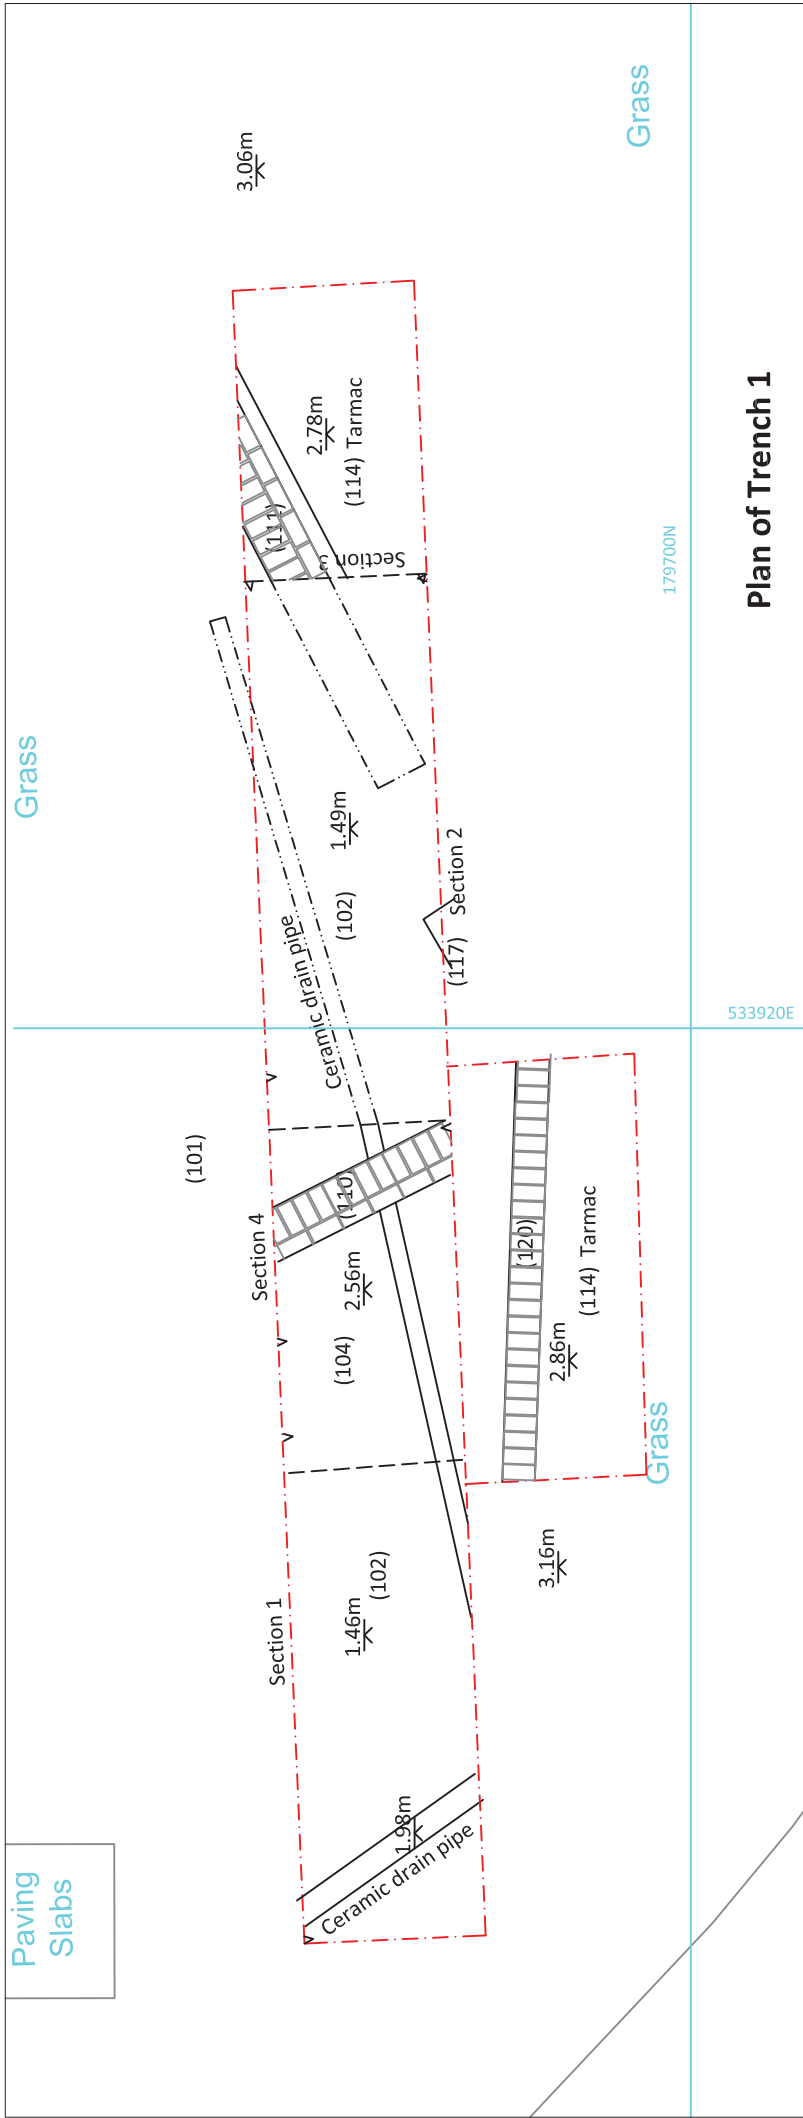 Paving
Slabs
Grass
Grass
Grass
3.06m
(101)
Section 1
Section 4
Ceramic drain pipe
1.98m
1.46m
(102)
(104)
2.56m
(110)
Ceramic drain pipe
(102)
1.49m
(111)
Section 3
2.78m
(114) Tarmac
(117)
Section 2
3.16m
(120)
2.86m
(114) Tarmac
179700N
533920E
Plan of Trench 1